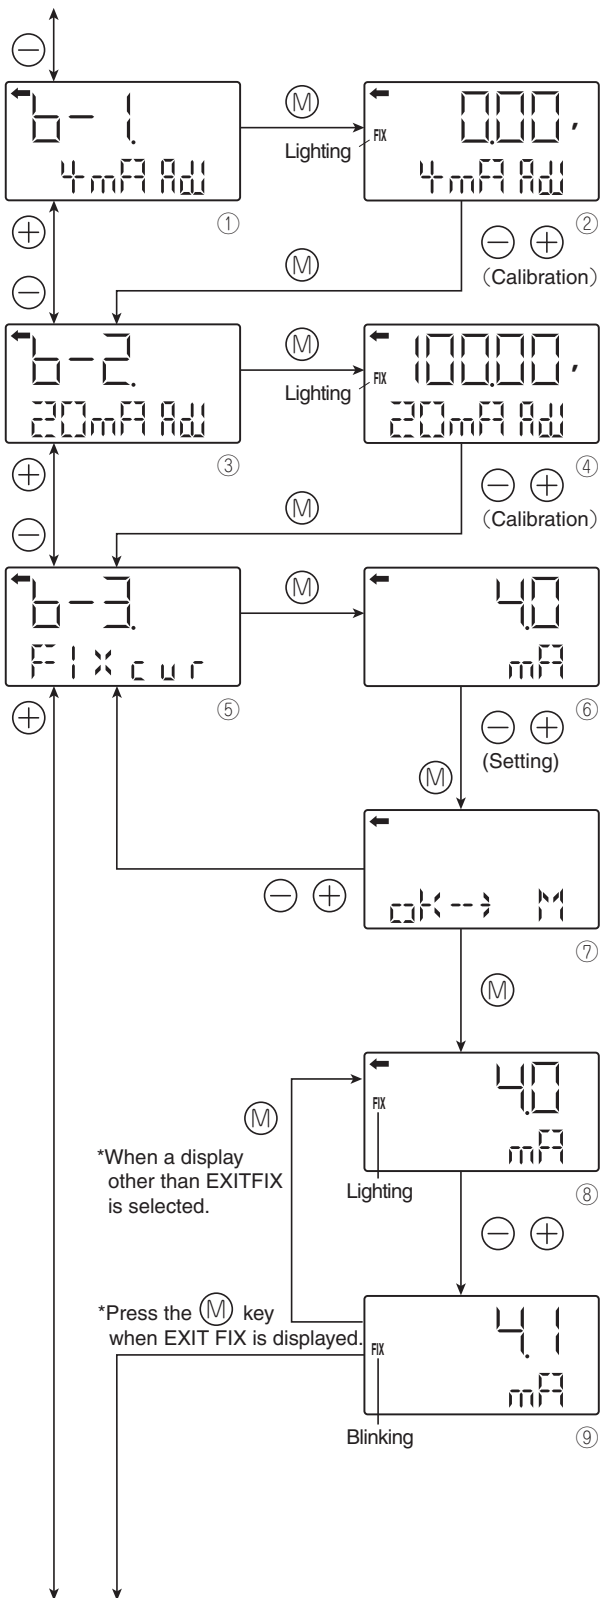 ⊖
← b-1.
4mA Adj
①
Ⓜ
Lighting
← 0.00,
FIX
4mA Adj
②
⊕
⊖ ⊕
(Calibration)
Ⓜ
⊖
← b-2.
20mA Adj
③
Ⓜ
Lighting
← 100.00,
FIX
20mA Adj
④
⊕
⊖ ⊕
(Calibration)
Ⓜ
⊖
← b-3.
FIX cur
⑤
Ⓜ
← 4.0
mA
⑥
⊕
⊖ ⊕
(Setting)
Ⓜ
←
oK--> M
⑦
⊖ ⊕
Ⓜ
← 4.0
FIX
mA
⑧
Lighting
Ⓜ
*When a display
other than EXITFIX
is selected.
⊖ ⊕
*Press the Ⓜ key
when EXIT FIX is displayed.
4.1
FIX
mA
⑨
Blinking